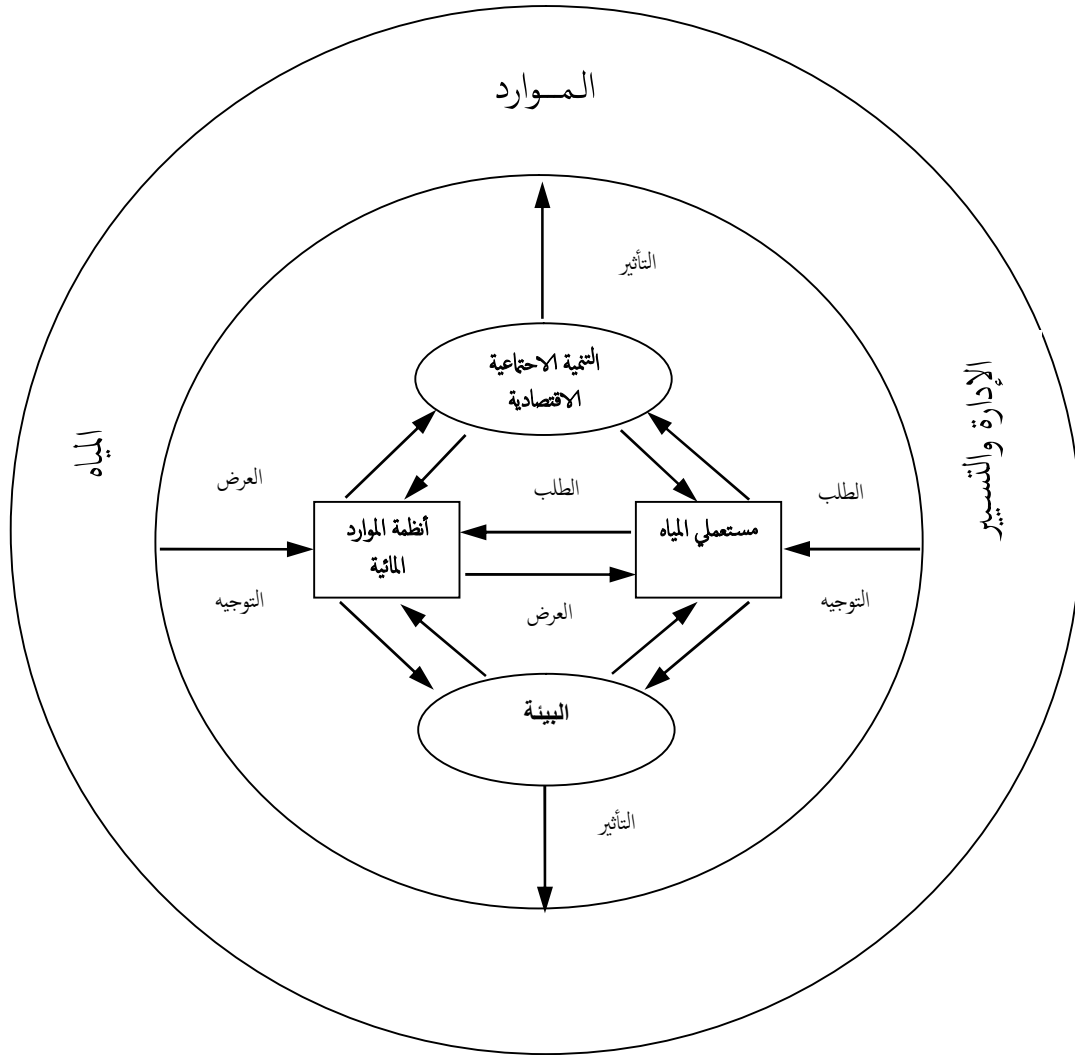 المـــوارد
التأثير
التنمية الاجتماعية
الاقتصادية
الإدارة والتسيير
المياه
الطلب
الطلب
العرض
مستعملي المياه
أنظمة الموارد
المائية
التوجيه
العرض
التوجيه
البيئة
التأثير